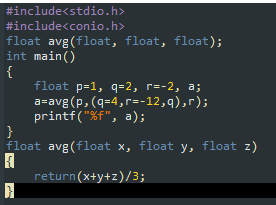 #include<stdio.h>
#include<conio.h>
float avg(float, float, float);
int main()
{
    float p=1, q=2, r=-2, a;
    a=avg(p,(q=4,r=-12,q),r);
    printf("%f", a);
}
float avg(float x, float y, float z)
{
    return(x+y+z)/3;
}